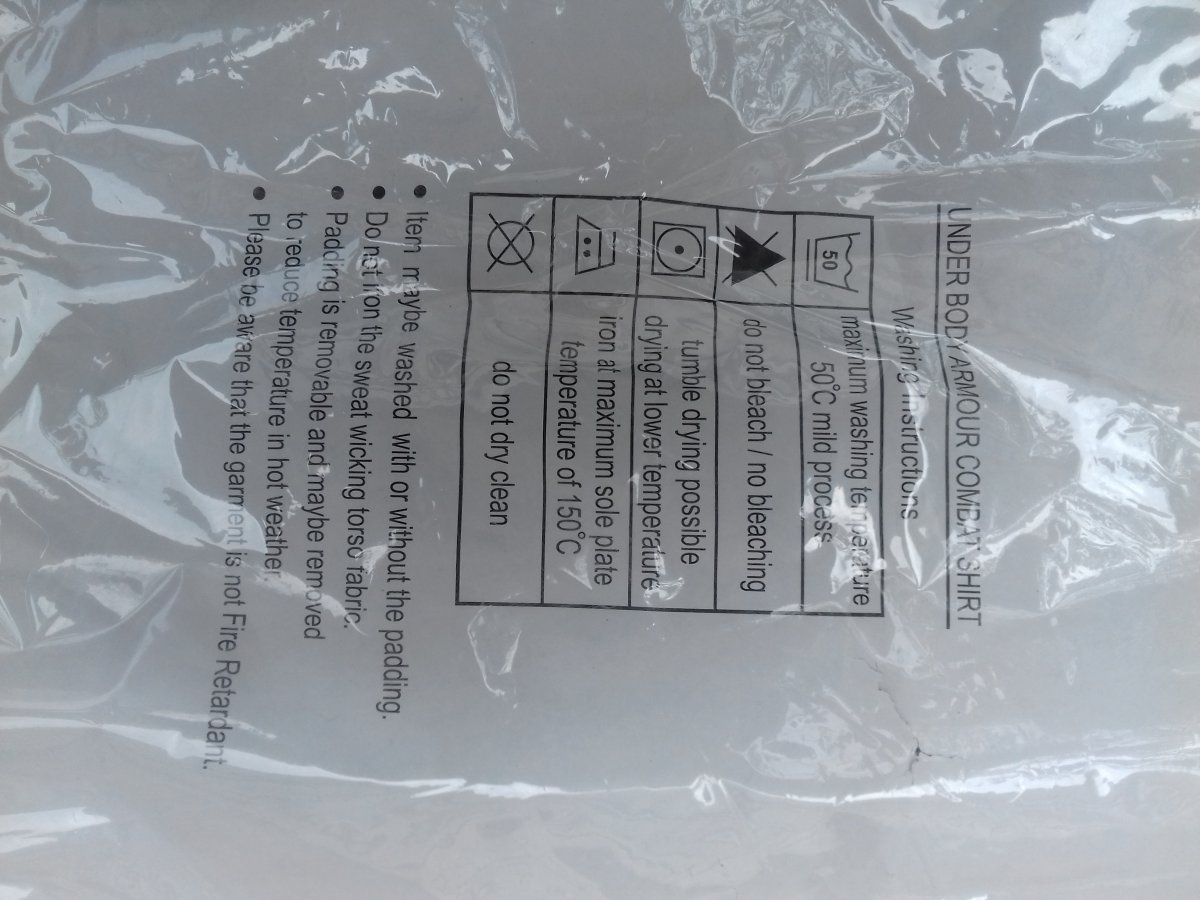 UNDER BODY ARMOUR COMBAT SHIRT
Washing Instructions
50
maximum washing temperature
50°C mild process
do not bleach / no bleaching
tumble drying possible
drying at lower temperature
iron at maximum sole plate
temperature of 150°C
do not dry clean
● Item maybe washed with or without the padding.
● Do not iron the sweat wicking torso fabric.
● Padding is removable and maybe removed
to reduce temperature in hot weather
● Please be aware that the garment is not Fire Retardant.